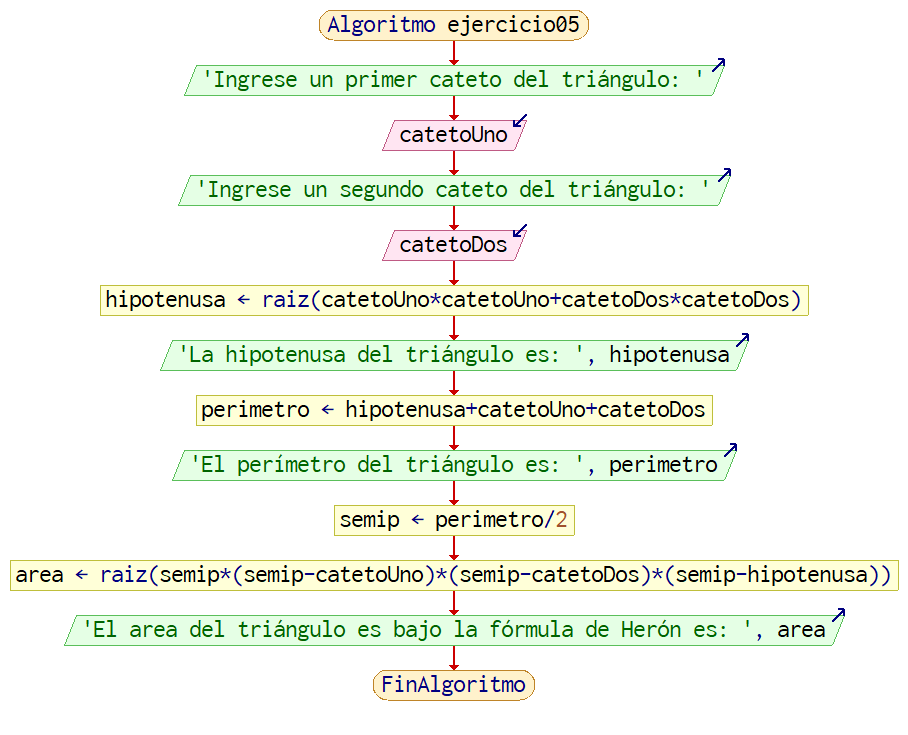 Algoritmo ejercicio05
'Ingrese un primer cateto del triángulo: '
catetoUno
'Ingrese un segundo cateto del triángulo: '
catetoDos
hipotenusa ← raiz(catetoUno*catetoUno+catetoDos*catetoDos)
'La hipotenusa del triángulo es: ', hipotenusa
perimetro ← hipotenusa+catetoUno+catetoDos
'El perímetro del triángulo es: ', perimetro
semip ← perimetro/2
area ← raiz(semip*(semip-catetoUno)*(semip-catetoDos)*(semip-hipotenusa))
'El area del triángulo es bajo la fórmula de Herón es: ', area
FinAlgoritmo